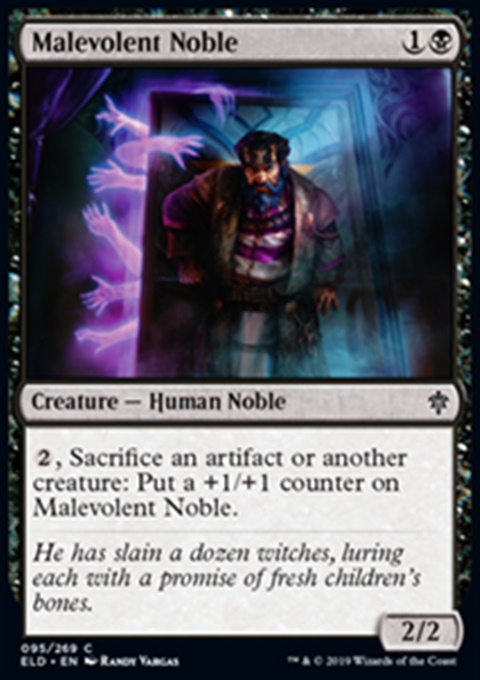 Malevolent Noble 1
Creature — Human Noble
2, Sacrifice an artifact or another
creature: Put a +1/+1 counter on
Malevolent Noble.
He has slain a dozen witches, luring
each with a promise of fresh children's
bones.
2/2
095/269 C
ELD • EN Randy Vargas
™ & © 2019 Wizards of the Coast